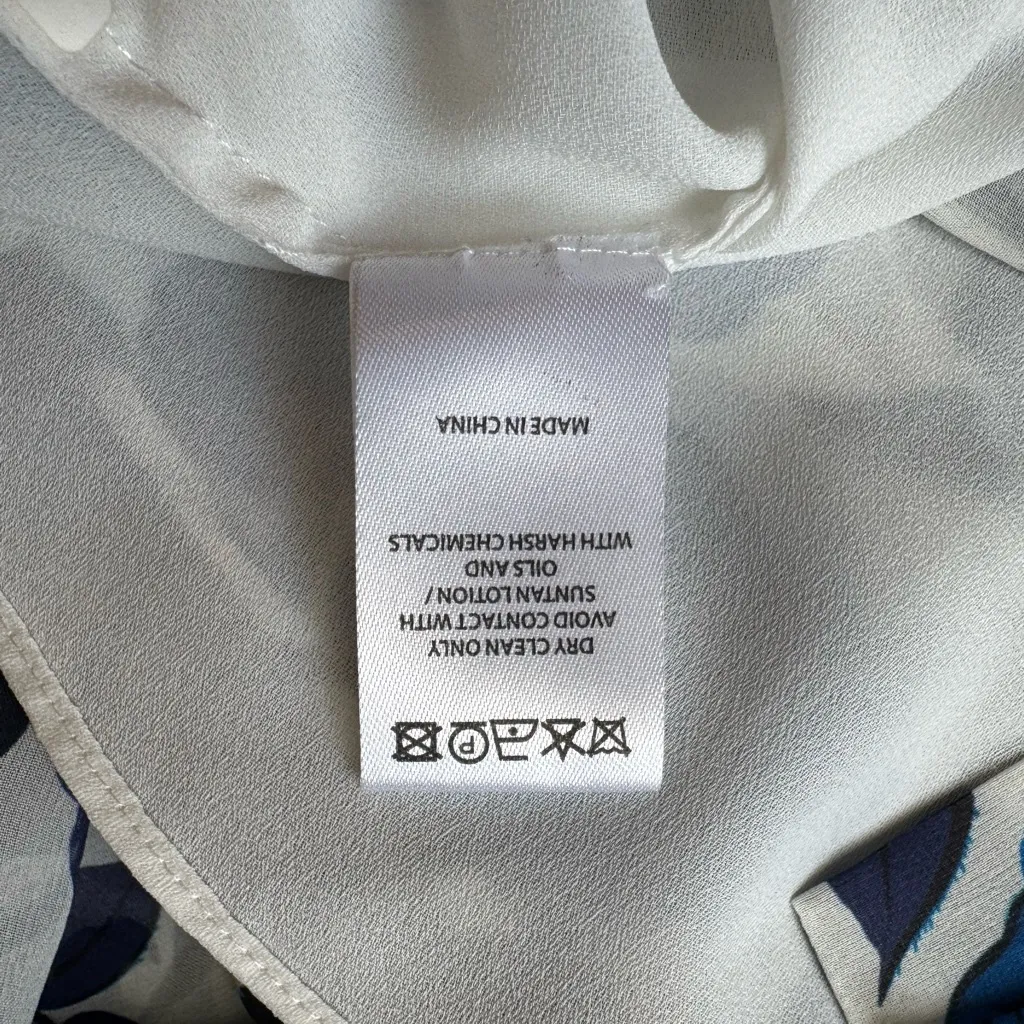 DRY CLEAN ONLY
AVOID CONTACT WITH
SUNTAN LOTION /
OILS AND
WITH HARSH CHEMICALS
MADE IN CHINA